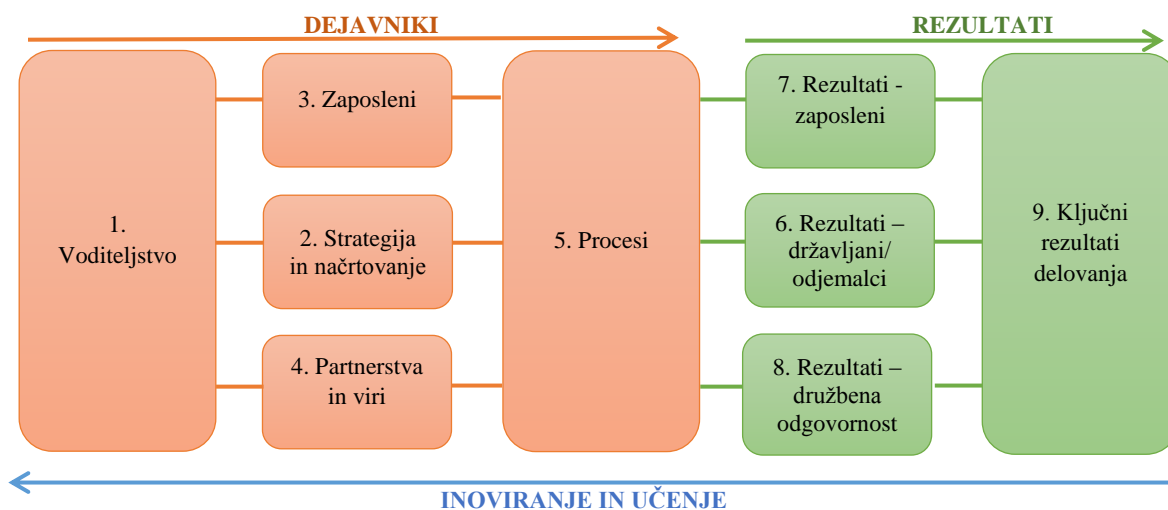 DEJAVNIKI
REZULTATI
1.
Voditeljstvo
3. Zaposleni
2. Strategija
in načrtovanje
4. Partnerstva
in viri
5. Procesi
7. Rezultati -
zaposleni
6. Rezultati –
državljani/
odjemalci
8. Rezultati –
družbena
odgovornost
9. Ključni
rezultati
delovanja
INOVIRANJE IN UČENJE